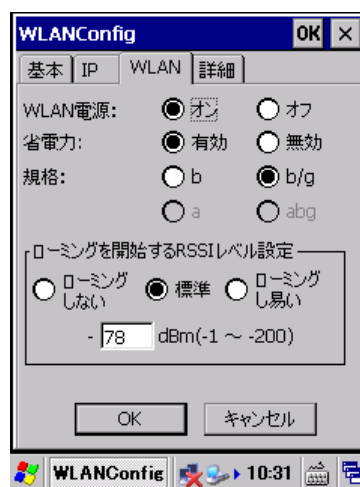 WLANConfig OK ×
基本 IP WLAN 詳細
WLAN電源: オン オフ
省電力: 有効 無効
規格: b b/g
a abg
ローミングを開始するRSSIレベル設定
ローミングしない 標準 ローミングし易い
- 78 dBm(-1 ～ -200)
OK キャンセル
WLANConfig 10:31